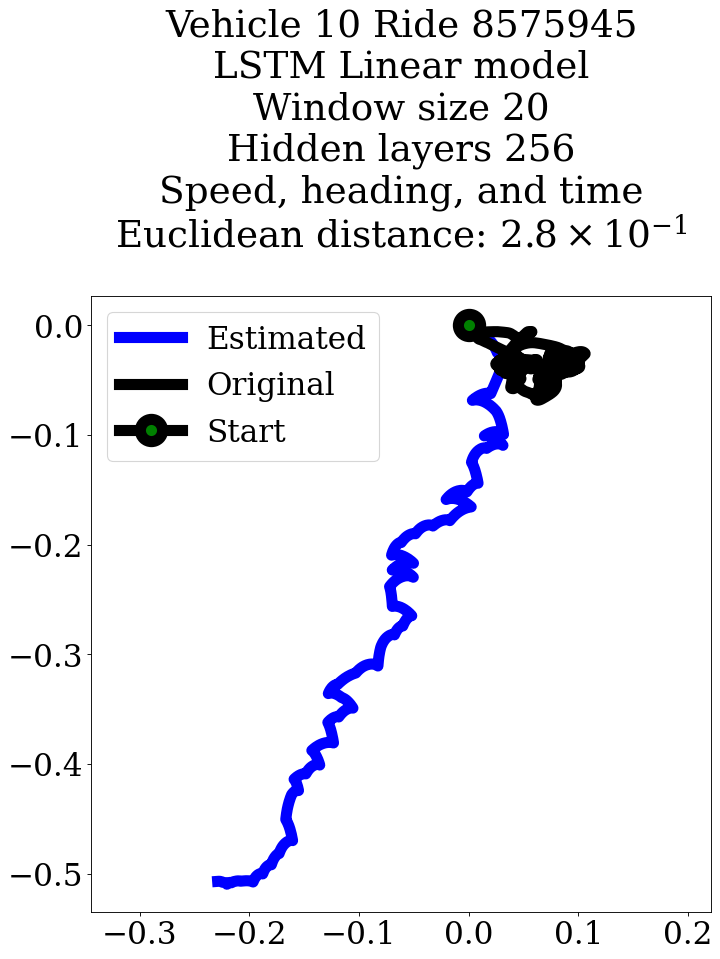 Vehicle 10 Ride 8575945
LSTM Linear model
Window size 20
Hidden layers 256
Speed, heading, and time
Euclidean distance: 2.8 × 10⁻¹
Estimated
Original
Start
0.0
−0.1
−0.2
−0.3
−0.4
−0.5
−0.3 −0.2 −0.1 0.0 0.1 0.2